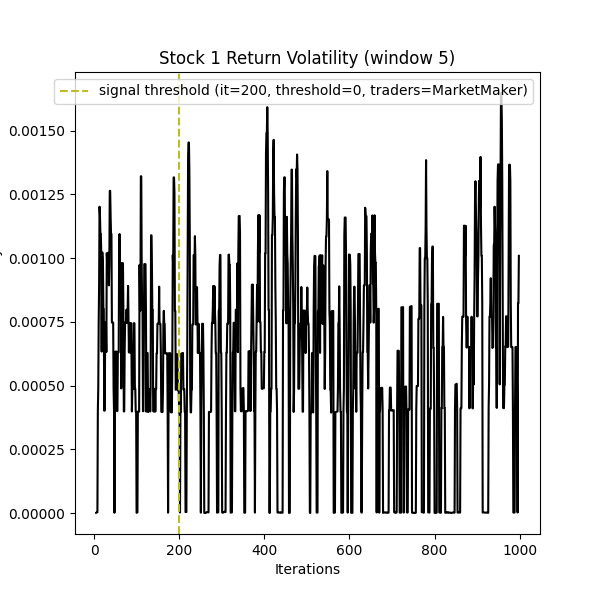 Stock 1 Return Volatility (window 5)
signal threshold (it=200, threshold=0, traders=MarketMaker)
0.00150
0.00125
0.00100
0.00075
0.00050
0.00025
0.00000
0 200 400 600 800 1000
Iterations